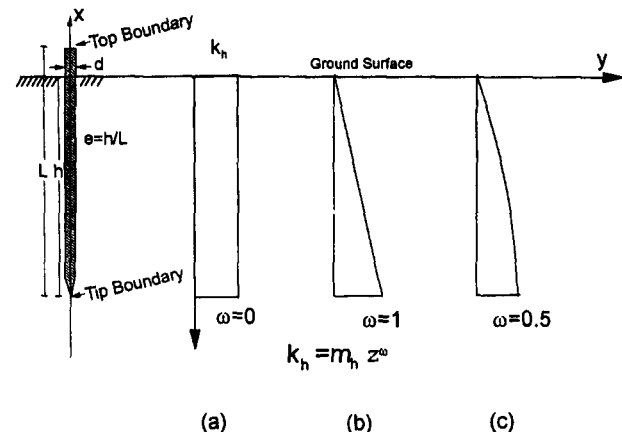 x
Top Boundary
d
k_h
Ground Surface
y
e=h/L
L
h
Tip Boundary
ω=0
ω=1
ω=0.5
k_h = m_h z^ω
(a)
(b)
(c)